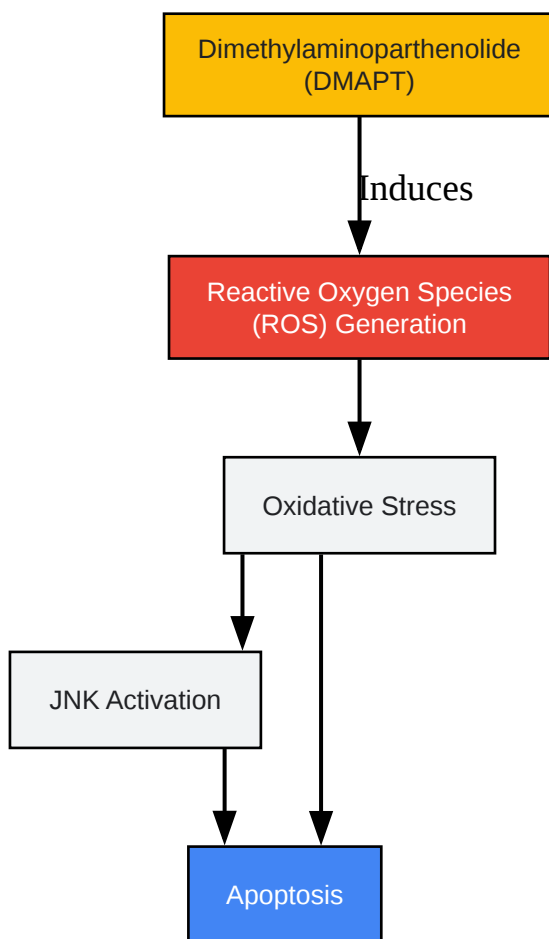 Dimethylaminoparthenolide
(DMAPT)
Induces
Reactive Oxygen Species
(ROS) Generation
Oxidative Stress
JNK Activation
Apoptosis